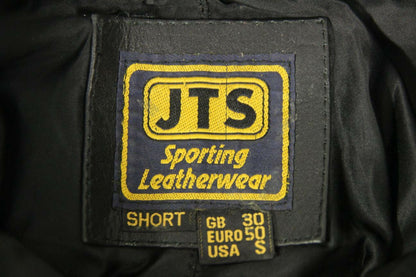 JTS
Sporting
Leatherwear
SHORT
GB 30
EURO 50
USA S